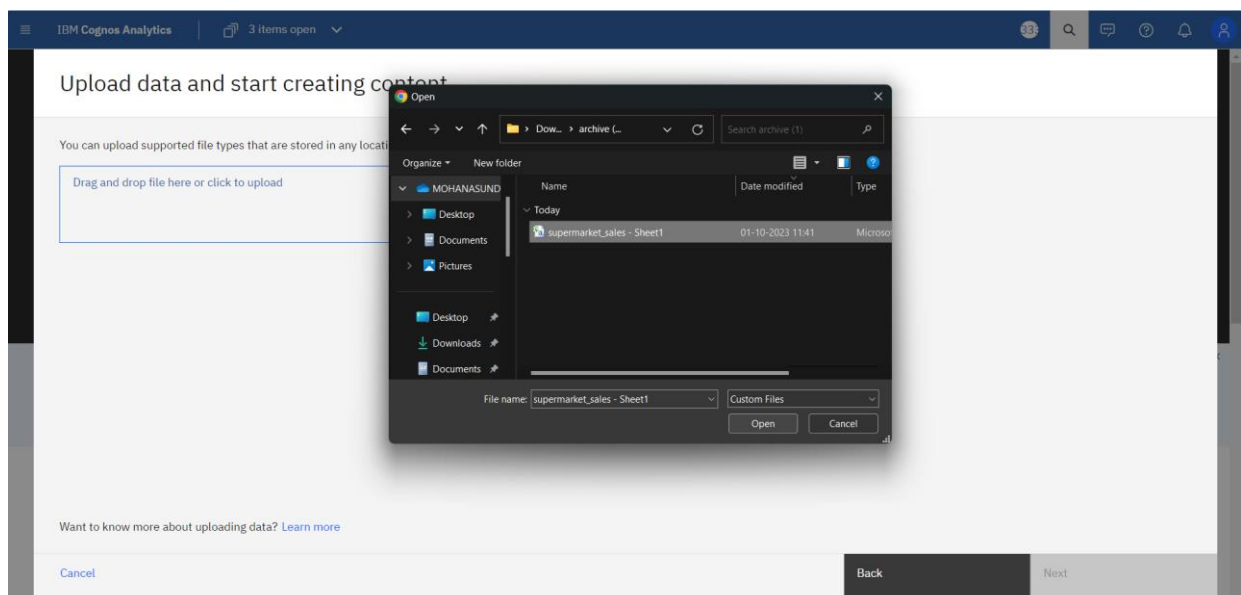 IBM Cognos Analytics 3 items open
Upload data and start creating content
Open
Dow... archive (... Search archive (1)
You can upload supported file types that are stored in any locati
Organize New folder
Drag and drop file here or click to upload
MOHANASUND Name Date modified Type
Desktop Today
Documents supermarket_sales - Sheet1 01-10-2023 11:41 Microso
Pictures
Desktop
Downloads
Documents
File name: supermarket_sales - Sheet1 Custom Files
Open Cancel
Want to know more about uploading data? Learn more
Cancel Back Next